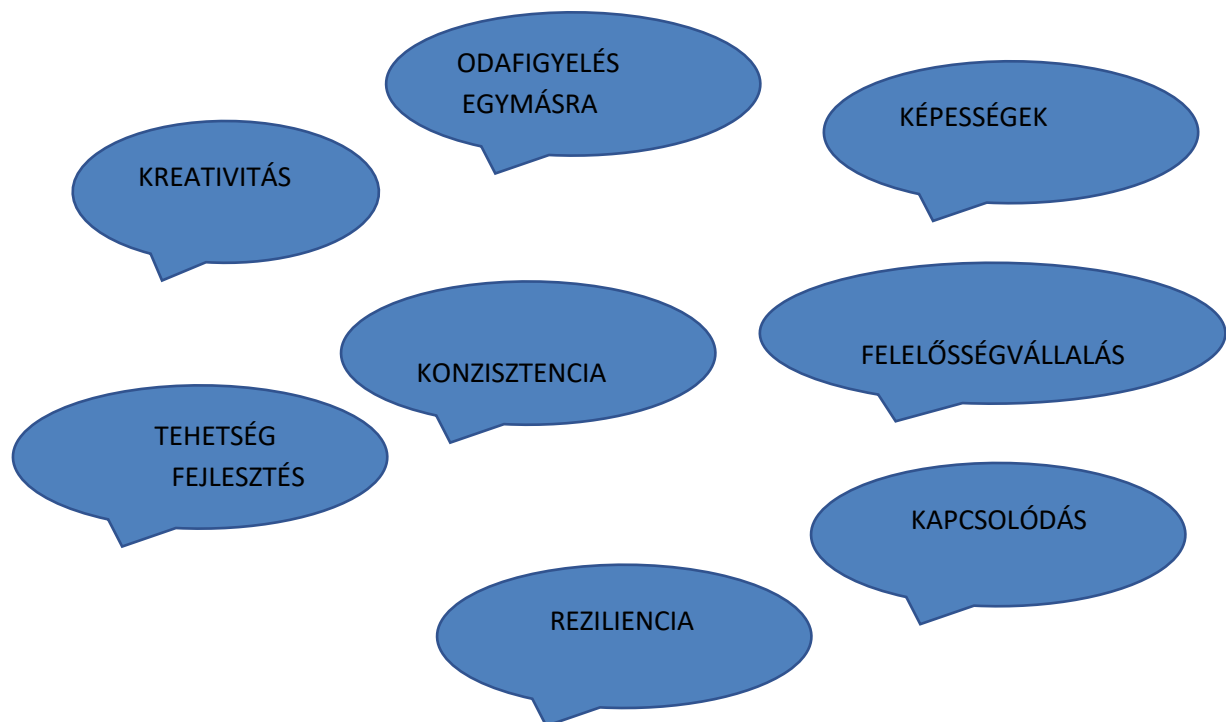 ODAFIGYELÉS
EGYMÁSRA
KÉPESSÉGEK
KREATIVITÁS
KONZISZTENCIA
FELELŐSSÉGVÁLLALÁS
TEHETSÉG
FEJLESZTÉS
KAPCSOLÓDÁS
REZILIENCIA